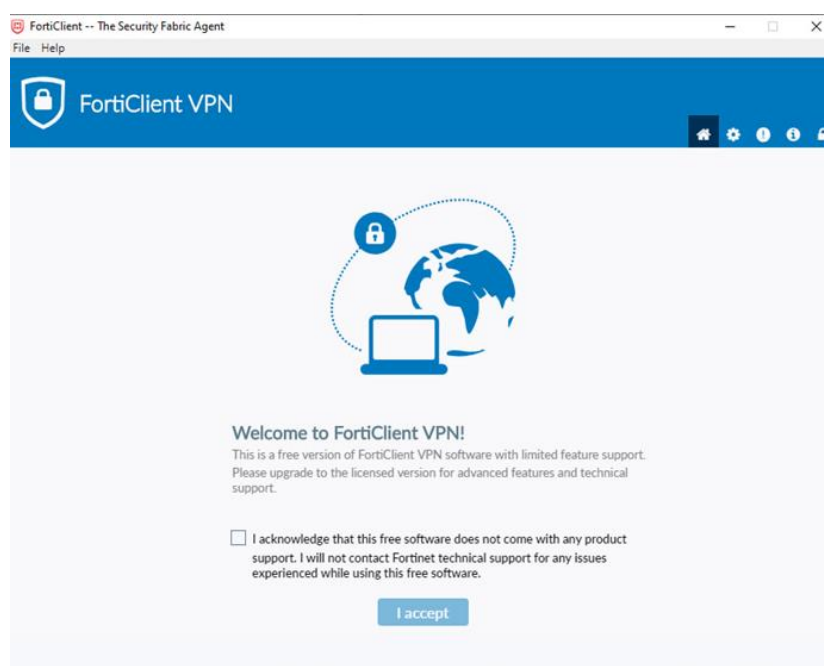 FortiClient -- The Security Fabric Agent
File Help
FortiClient VPN
Welcome to FortiClient VPN!
This is a free version of FortiClient VPN software with limited feature support.
Please upgrade to the licensed version for advanced features and technical
support.
I acknowledge that this free software does not come with any product
support. I will not contact Fortinet technical support for any issues
experienced while using this free software.
I accept